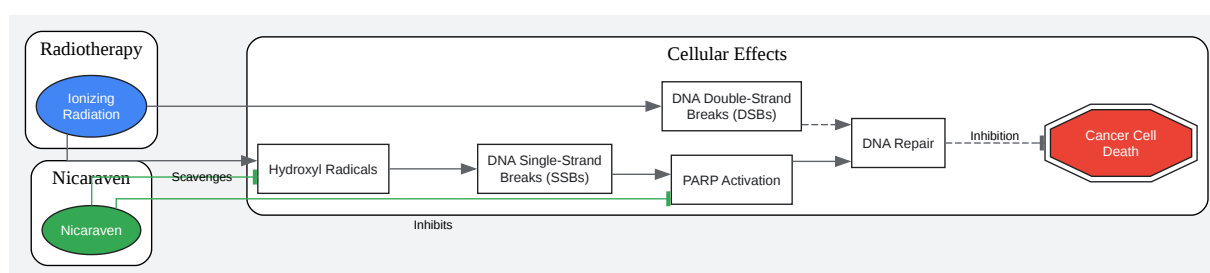 Radiotherapy
Ionizing
Radiation
Nicaraven
Nicaraven
Cellular Effects
DNA Double-Strand
Breaks (DSBs)
Hydroxyl Radicals
DNA Single-Strand
Breaks (SSBs)
PARP Activation
DNA Repair
Inhibition
Cancer Cell
Death
Scavenges
Inhibits